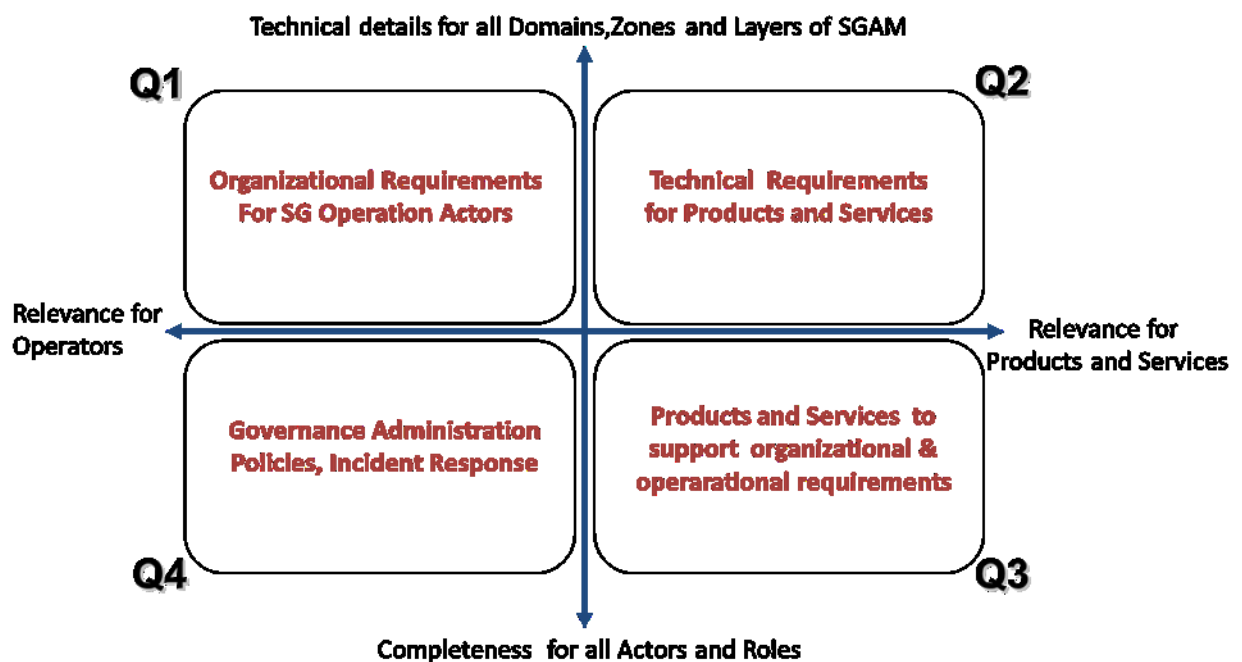 Technical details for all Domains,Zones and Layers of SGAM
Q1
Q2
Organizational Requirements
For SG Operation Actors
Technical Requirements
for Products and Services
Relevance for
Operators
Relevance for
Products and Services
Governance Administration
Policies, Incident Response
Products and Services to
support organizational &
operarational requirements
Q4
Q3
Completeness for all Actors and Roles